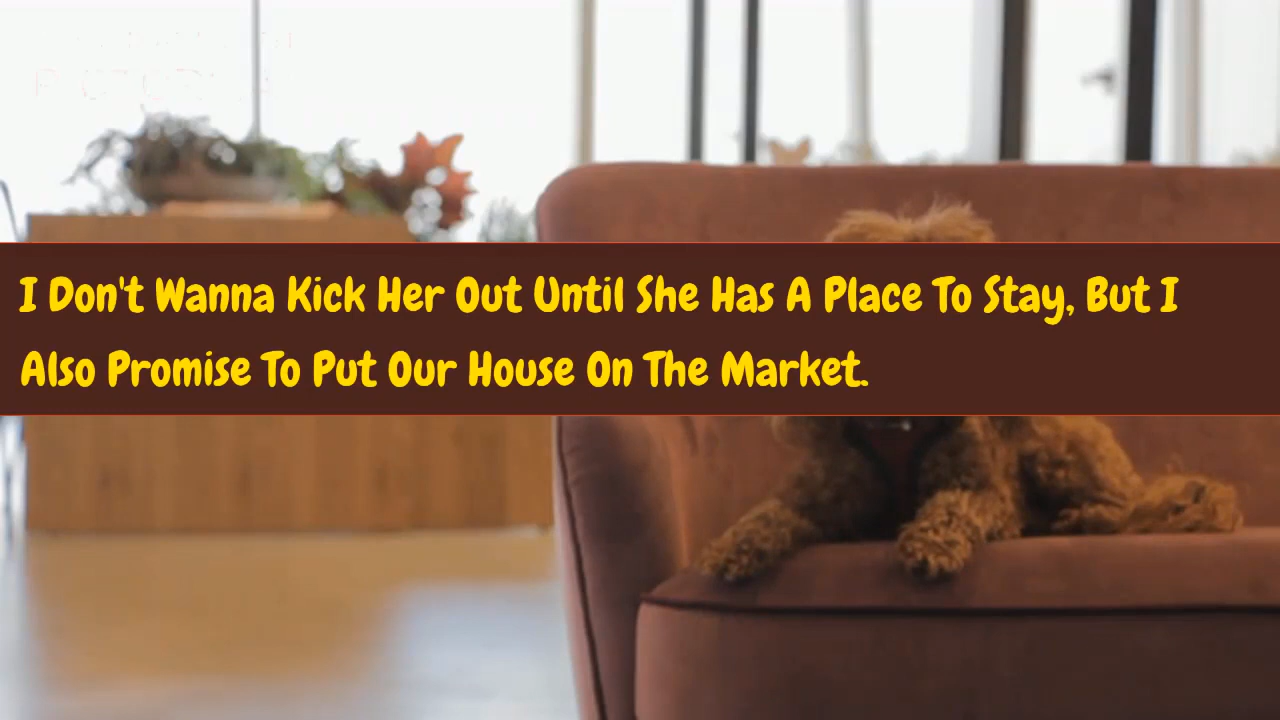 I Don't Wanna Kick Her Out Until She Has A Place To Stay, But I
Also Promise To Put Our House On The Market.